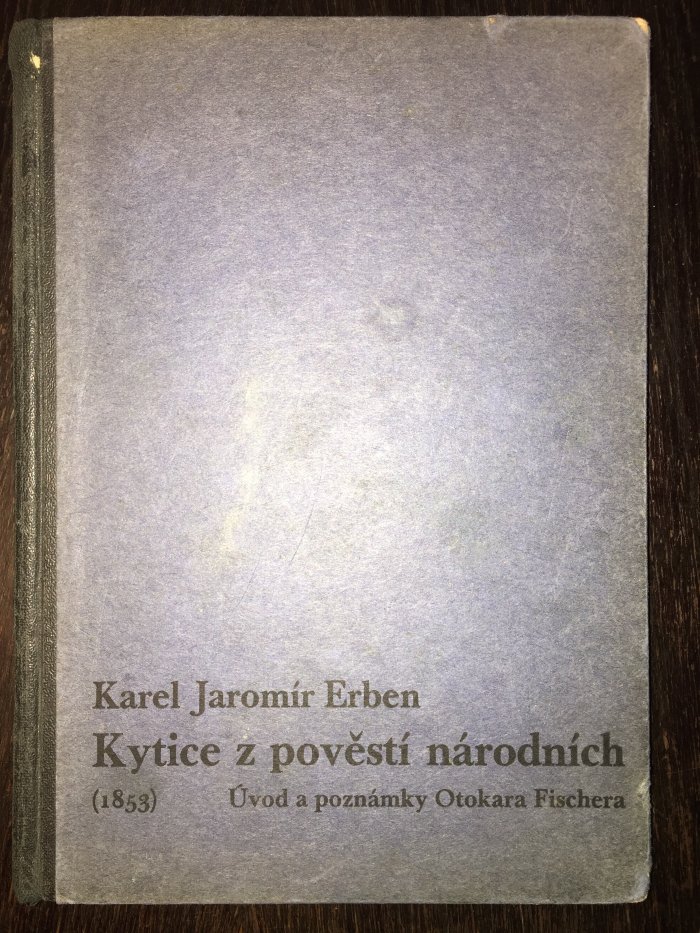 Karel Jaromír Erben
Kytice z pověstí národních
(1853) Úvod a poznámky Otokara Fischera